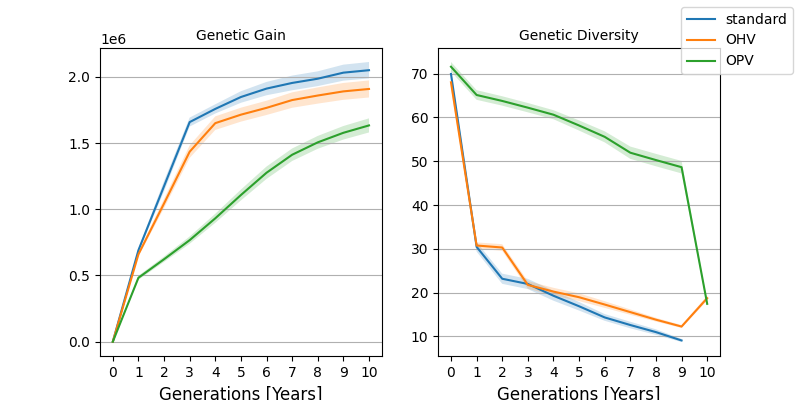 Genetic Gain
1e6
2.0
1.5
1.0
0.5
0.0
0 1 2 3 4 5 6 7 8 9 10
Generations [Years]
Genetic Diversity
70
60
50
40
30
20
10
0 1 2 3 4 5 6 7 8 9 10
Generations [Years]
standard
OHV
OPV